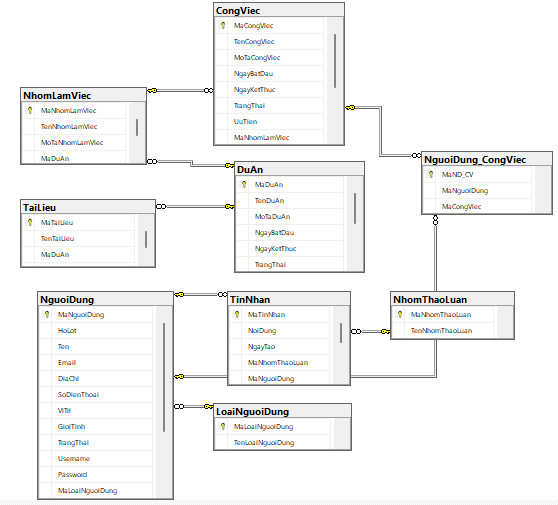 CongViec
MaCongViec
TenCongViec
MoTaCongViec
NgayBatDau
NgayKetThuc
TrangThai
UuTien
MaNhomLamViec
NhomLamViec
MaNhomLamViec
TenNhomLamViec
MoTaNhomLamViec
MaDuAn
NguoiDung_CongViec
MaND_CV
MaNguoiDung
MaCongViec
DuAn
MaDuAn
TenDuAn
MoTaDuAn
NgayBatDau
NgayKetThuc
TrangThai
TaiLieu
MaTaiLieu
TenTaiLieu
MaDuAn
NguoiDung
MaNguoiDung
HoLot
Ten
Email
DiaChi
SoDienThoai
ViTri
GioiTinh
TrangThai
Username
Password
MaLoaiNguoiDung
TinNhan
MaTinNhan
NoiDung
NgayTao
MaNhomThaoLuan
MaNguoiDung
NhomThaoLuan
MaNhomThaoLuan
TenNhomThaoLuan
LoaiNguoiDung
MaLoaiNguoiDung
TenLoaiNguoiDung